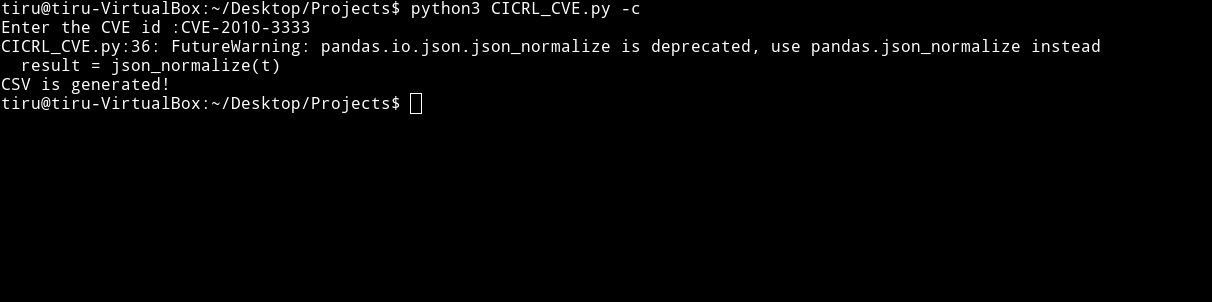 tiru@tiru-VirtualBox:~/Desktop/Projects$ python3 CICRL_CVE.py -c
Enter the CVE id :CVE-2010-3333
CICRL_CVE.py:36: FutureWarning: pandas.io.json.json_normalize is deprecated, use pandas.json_normalize instead
  result = json_normalize(t)
CSV is generated!
tiru@tiru-VirtualBox:~/Desktop/Projects$